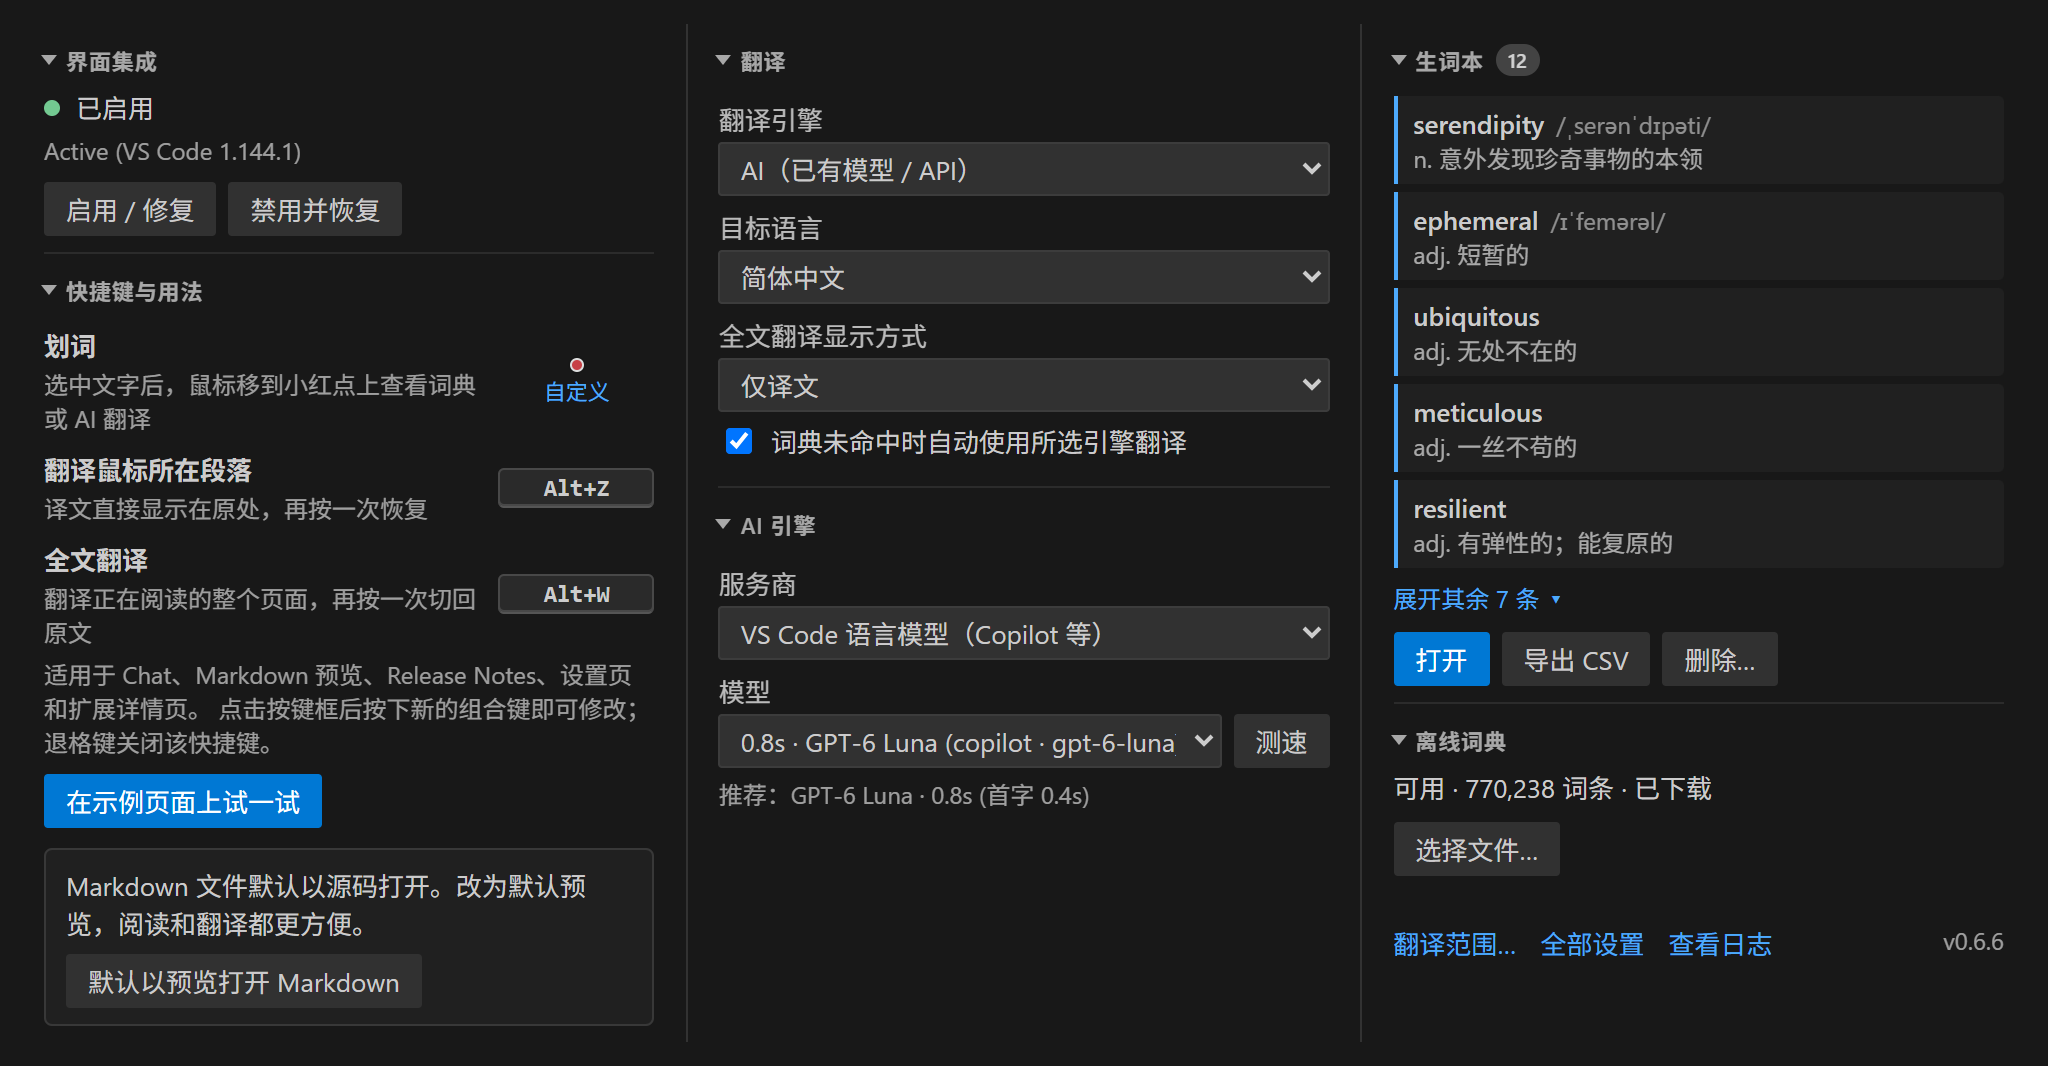 界面集成
已启用
Active (VS Code 1.144.1)
启用 / 修复
禁用并恢复
快捷键与用法
划词
选中文字后，鼠标移到小红点上查看词典
或 AI 翻译
自定义
翻译鼠标所在段落
译文直接显示在原处，再按一次恢复
Alt+Z
全文翻译
翻译正在阅读的整个页面，再按一次切回
原文
Alt+W
适用于 Chat、Markdown 预览、Release Notes、设置页
和扩展详情页。 点击按键框后按下新的组合键即可修改；
退格键关闭该快捷键。
在示例页面上试一试
Markdown 文件默认以源码打开。改为默认预
览，阅读和翻译都更方便。
默认以预览打开 Markdown
翻译
翻译引擎
AI（已有模型 / API）
目标语言
简体中文
全文翻译显示方式
仅译文
词典未命中时自动使用所选引擎翻译
AI 引擎
服务商
VS Code 语言模型（Copilot 等）
模型
0.8s · GPT-6 Luna (copilot · gpt-6-luna
测速
推荐：GPT-6 Luna · 0.8s (首字 0.4s)
生词本 12
serendipity /ˌserənˈdɪpəti/
n. 意外发现珍奇事物的本领
ephemeral /ɪˈfemərəl/
adj. 短暂的
ubiquitous
adj. 无处不在的
meticulous
adj. 一丝不苟的
resilient
adj. 有弹性的；能复原的
展开其余 7 条
打开
导出 CSV
删除...
离线词典
可用 · 770,238 词条 · 已下载
选择文件...
翻译范围... 全部设置 查看日志 v0.6.6